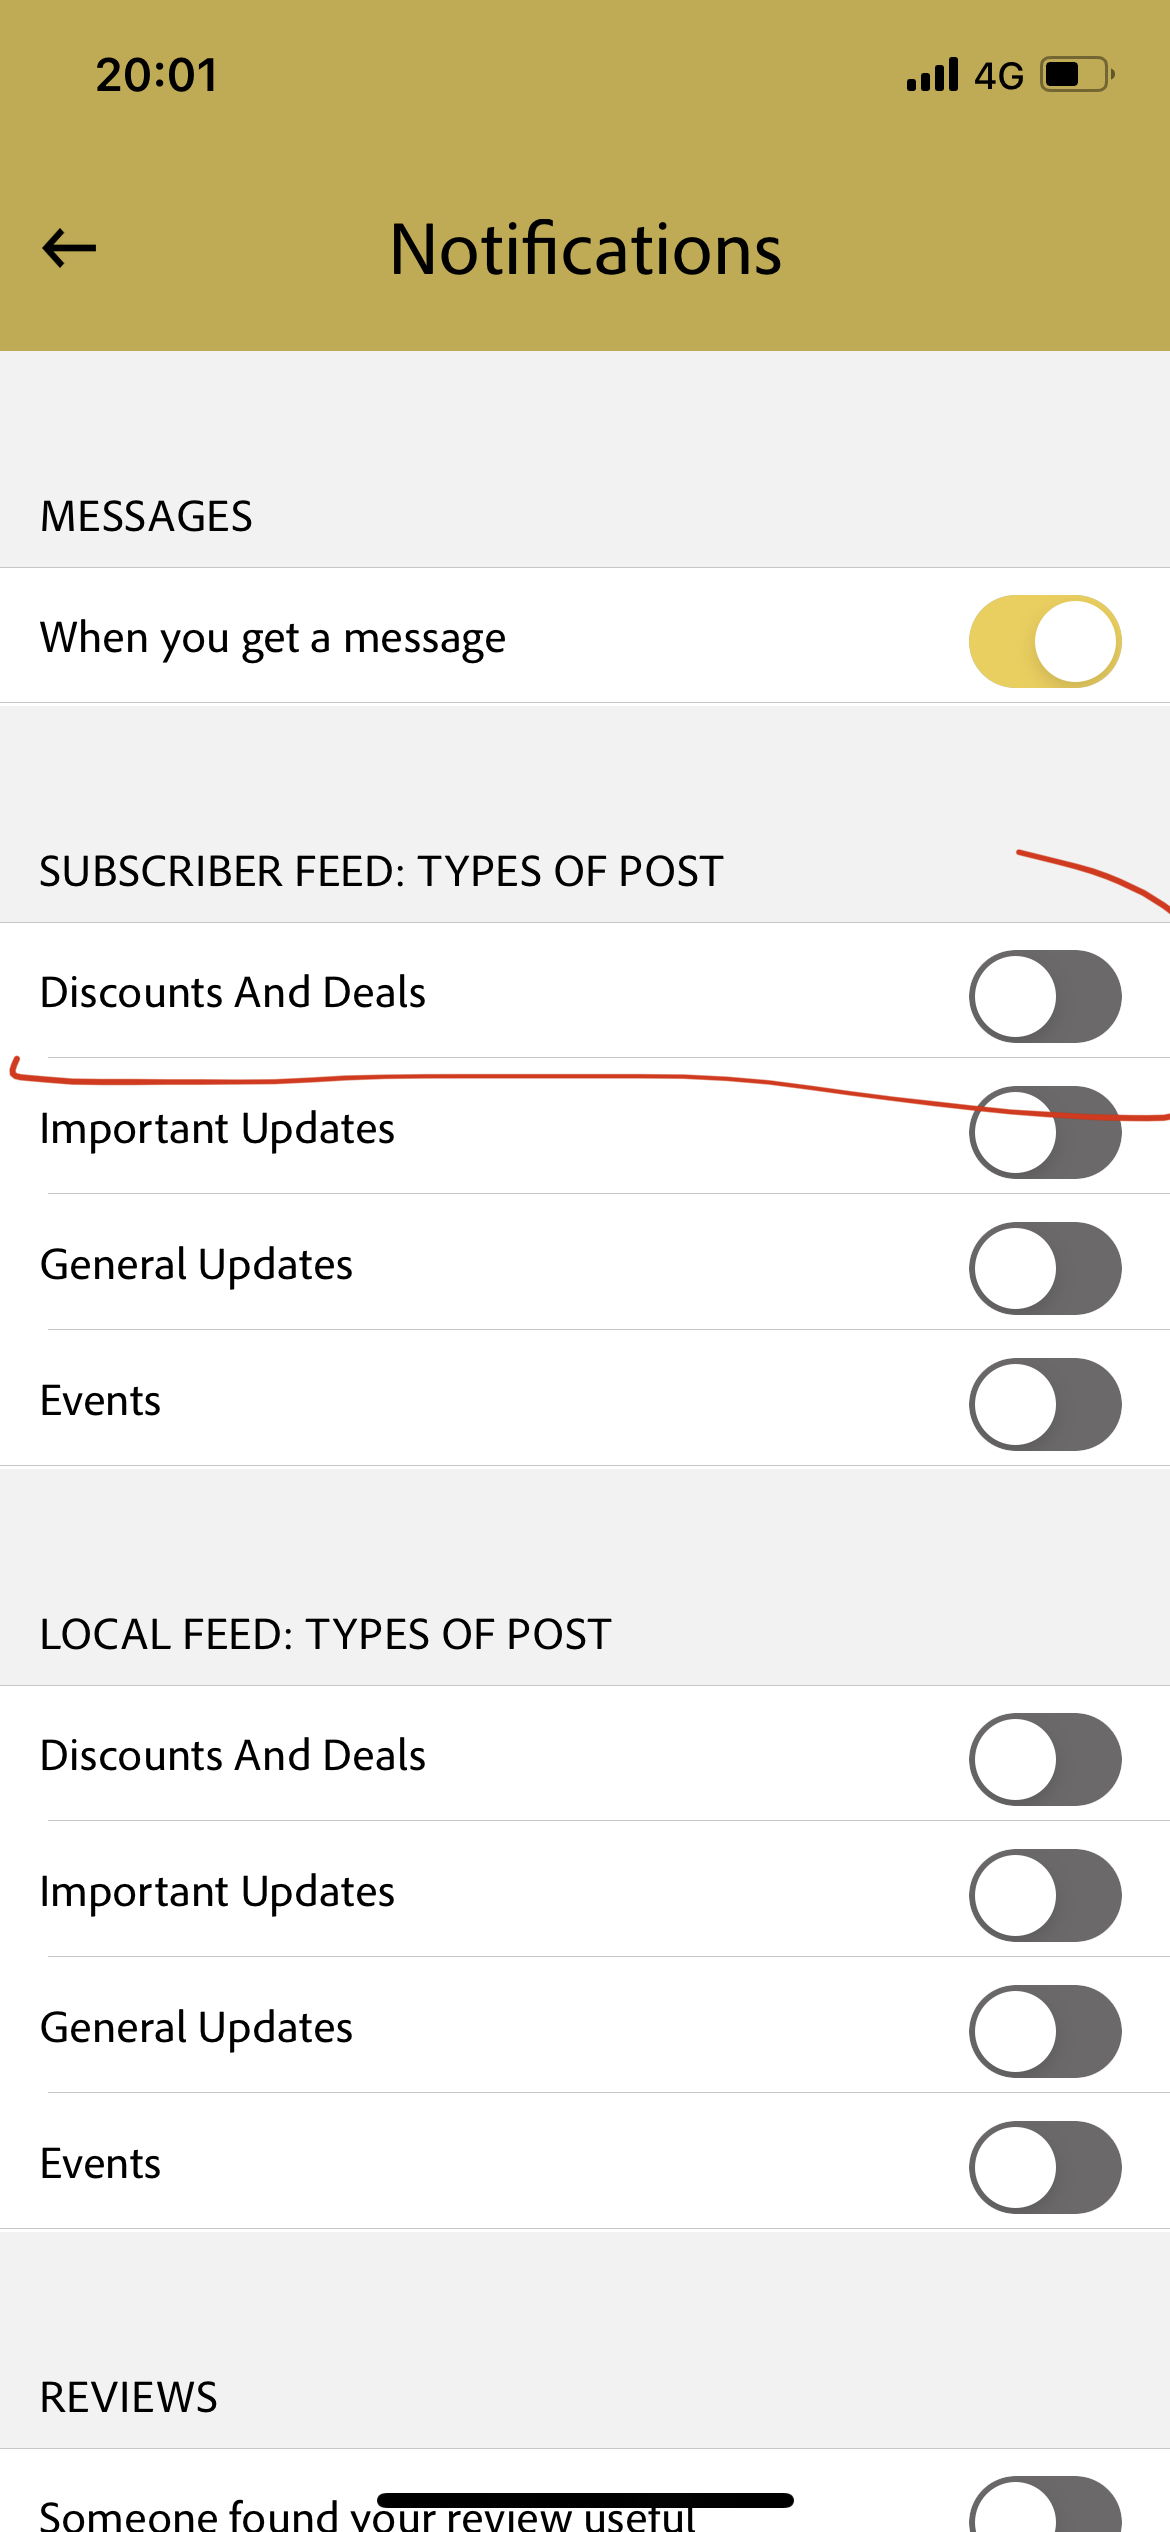 20:01
4G
Notifications
MESSAGES
When you get a message
SUBSCRIBER FEED: TYPES OF POST
Discounts And Deals
Important Updates
General Updates
Events
LOCAL FEED: TYPES OF POST
Discounts And Deals
Important Updates
General Updates
Events
REVIEWS
Someone found your review useful